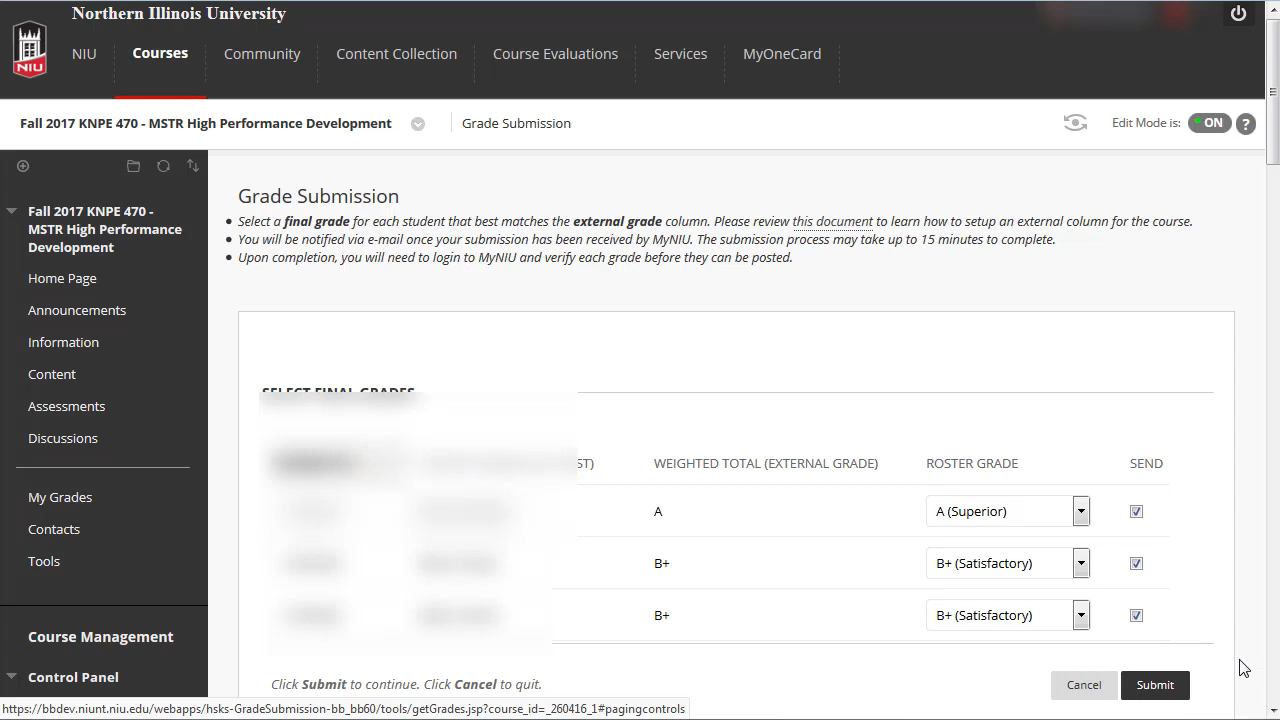 Northern Illinois University
NIU
NIU Courses Community Content Collection Course Evaluations Services MyOneCard
Fall 2017 KNPE 470 - MSTR High Performance Development Grade Submission Edit Mode is: ON ?
Fall 2017 KNPE 470 -
MSTR High Performance
Development
Home Page
Announcements
Information
Content
Assessments
Discussions
My Grades
Contacts
Tools
Course Management
Control Panel
Grade Submission
Select a final grade for each student that best matches the external grade column. Please review this document to learn how to setup an external column for the course.
You will be notified via e-mail once your submission has been received by MyNIU. The submission process may take up to 15 minutes to complete.
Upon completion, you will need to login to MyNIU and verify each grade before they can be posted.
SELECT FINAL GRADES
ST) WEIGHTED TOTAL (EXTERNAL GRADE) ROSTER GRADE SEND
A A (Superior)
B+ B+ (Satisfactory)
B+ B+ (Satisfactory)
Click Submit to continue. Click Cancel to quit. Cancel Submit
https://bbdev.niunt.niu.edu/webapps/hsks-GradeSubmission-bb_bb60/tools/getGrades.jsp?course_id=_260416_1#pagingcontrols